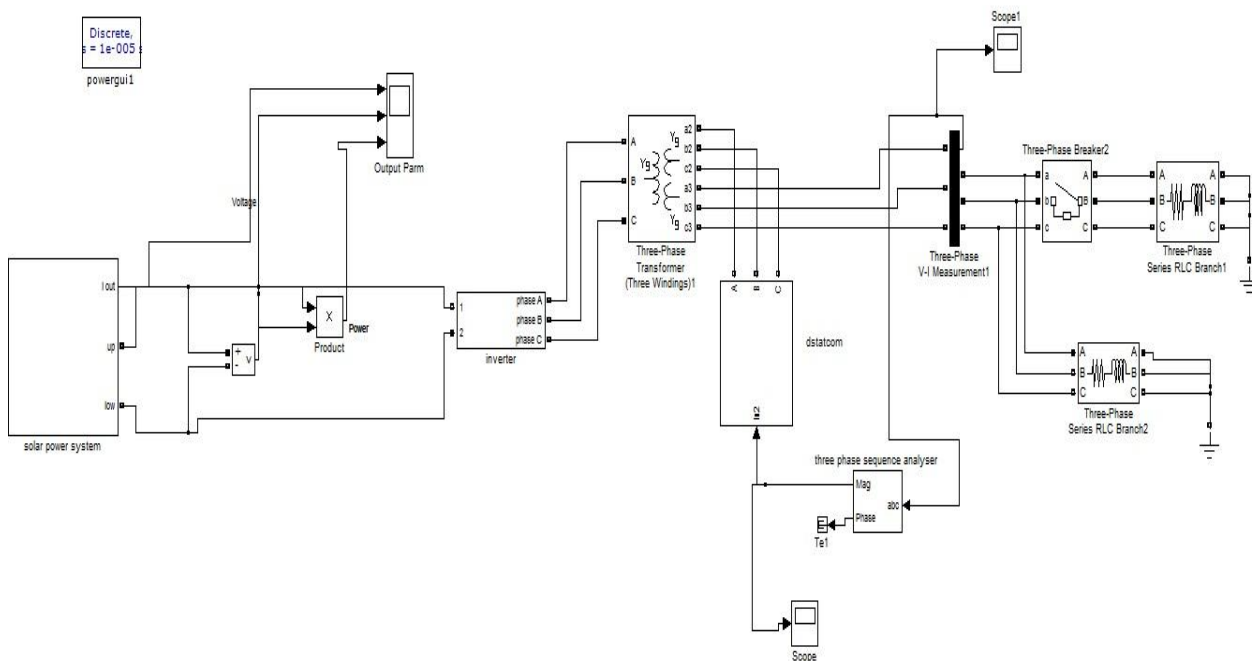 Discrete,
s = 1e-005 s
powergui1
Scope1
Output Parm
Voltage
A
B
C
Yg
Yg
Yg
a2
b2
c2
a3
b3
c3
Three-Phase
Transformer
(Three Windings)1
Three-Phase
V-I Measurement1
Three-Phase Breaker2
a
b
c
A
B
C
A
B
C
A
B
C
Three-Phase
Series RLC Branch1
I out
up
low
solar power system
+
-
v
X
Product
Power
1
2
phase A
phase B
phase C
inverter
A
B
C
dstatcom
A
B
C
A
B
C
Three-Phase
Series RLC Branch2
three phase sequence analyser
Mag
Phase
abc
Te1
Scope